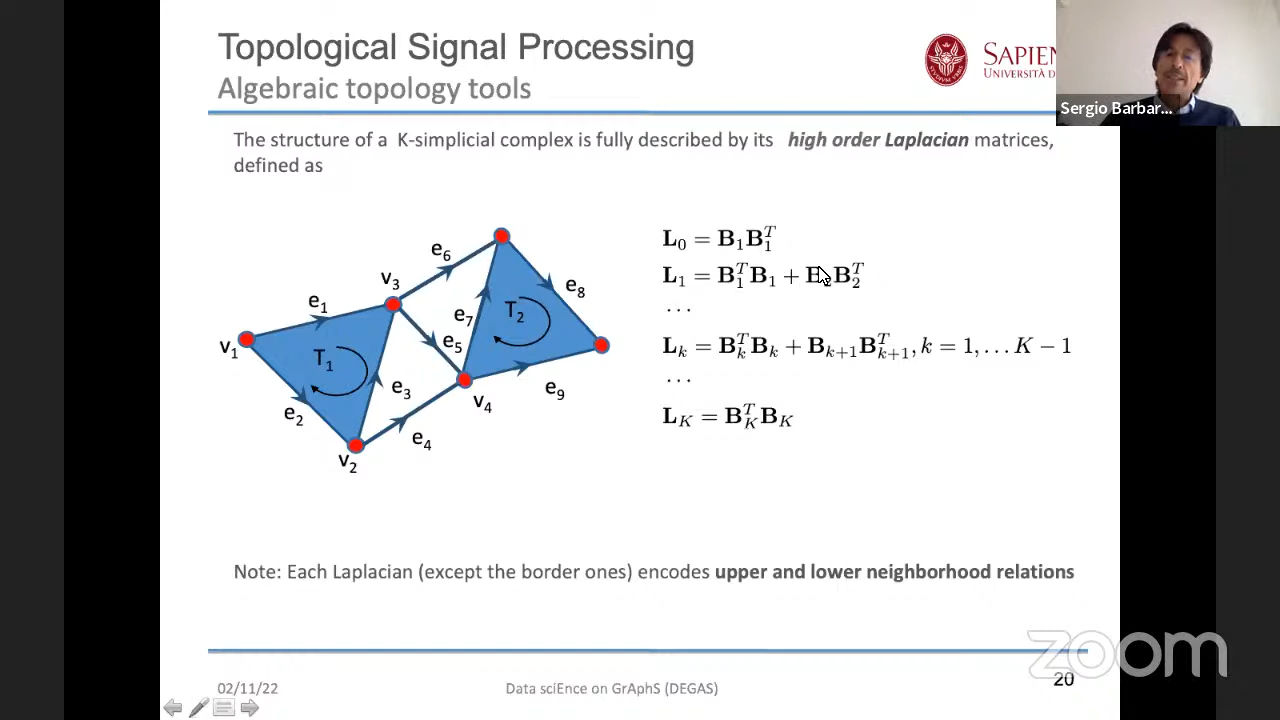 Topological Signal Processing
Algebraic topology tools
SAPIEN
UNIVERSITÀ D
Sergio Barbar...
The structure of a K-simplicial complex is fully described by its high order Laplacian matrices,
defined as
e₆
v₃
e₁
e₈
e₇
T₂
v₁
T₁
e₅
e₃
e₉
e₂
v₄
e₄
v₂
L₀ = B₁B₁ᵀ
L₁ = B₁ᵀB₁ + B₂B₂ᵀ
...
Lₖ = BₖᵀBₖ + Bₖ₊₁Bₖ₊₁ᵀ, k = 1, ... K − 1
...
L_K = B_KᵀB_K
Note: Each Laplacian (except the border ones) encodes upper and lower neighborhood relations
zoom
02/11/22
Data sciEnce on GrAphS (DEGAS)
20